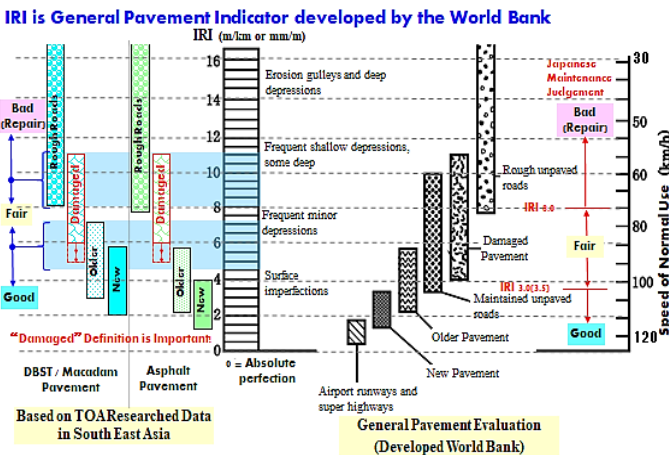 IRI is General Pavement Indicator developed by the World Bank
IRI (m/km or mm/m)
16
14
12
10
8
6
4
2
0
Bad
(Repair)
Fair
Good
Rough Roads
Damaged
Older
New
Rough Roads
Damaged
Older
New
"Damaged" Definition is Important
DBST / Macadam
Pavement
Asphalt
Pavement
Based on TOAResearched Data
in South East Asia
Erosion gulleys and deep
depressions
Frequent shallow depressions,
some deep
Frequent minor
depressions
Surface
imperfections
0 = Absolute
perfection
Airport runways and
super highways
New Pavement
Older Pavement
Maintained unpaved
roads
Damaged
Pavement
Rough unpaved
roads
General Pavement Evaluation
(Developed World Bank)
Japanese
Maintenance
Judgement
Bad
(Repair)
IRI 8.0
Fair
IRI 3.0(3.5)
Good
30
50
60
80
100
120
Speed of Normal Use (km/h)